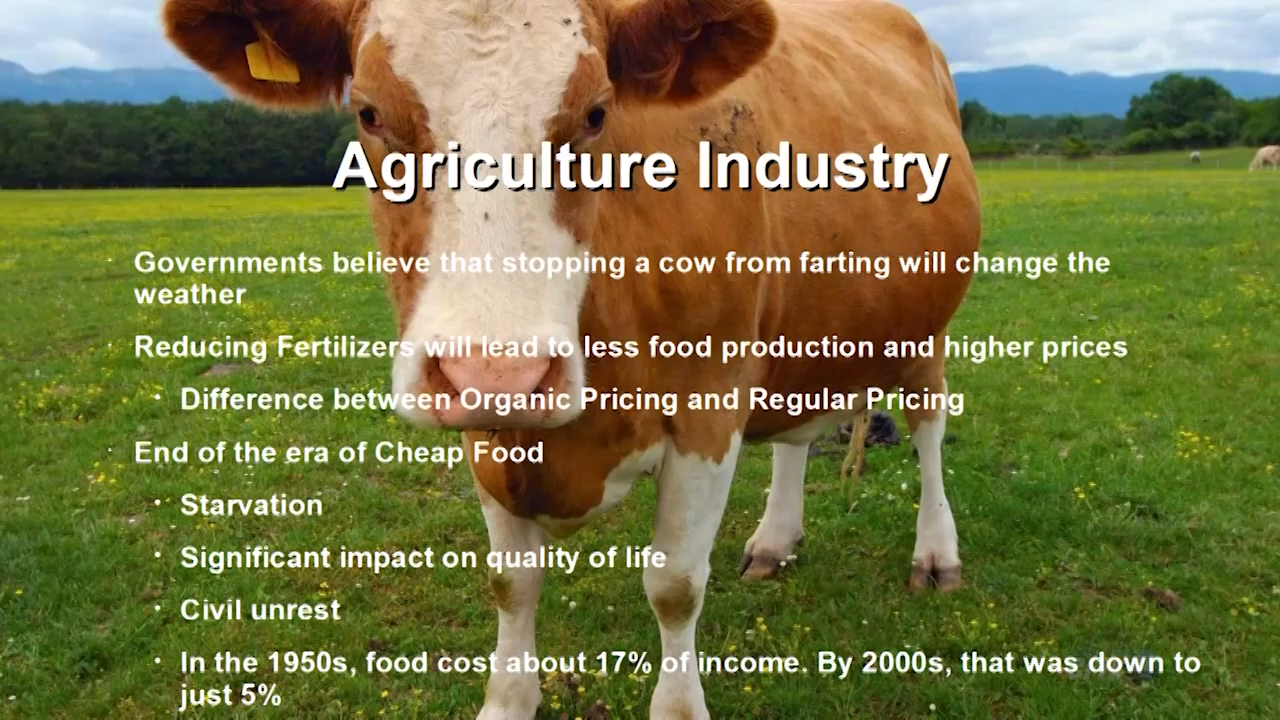 Agriculture Industry
· Governments believe that stopping a cow from farting will change the
weather
· Reducing Fertilizers will lead to less food production and higher prices
· Difference between Organic Pricing and Regular Pricing
· End of the era of Cheap Food
· Starvation
· Significant impact on quality of life
· Civil unrest
· In the 1950s, food cost about 17% of income. By 2000s, that was down to
just 5%